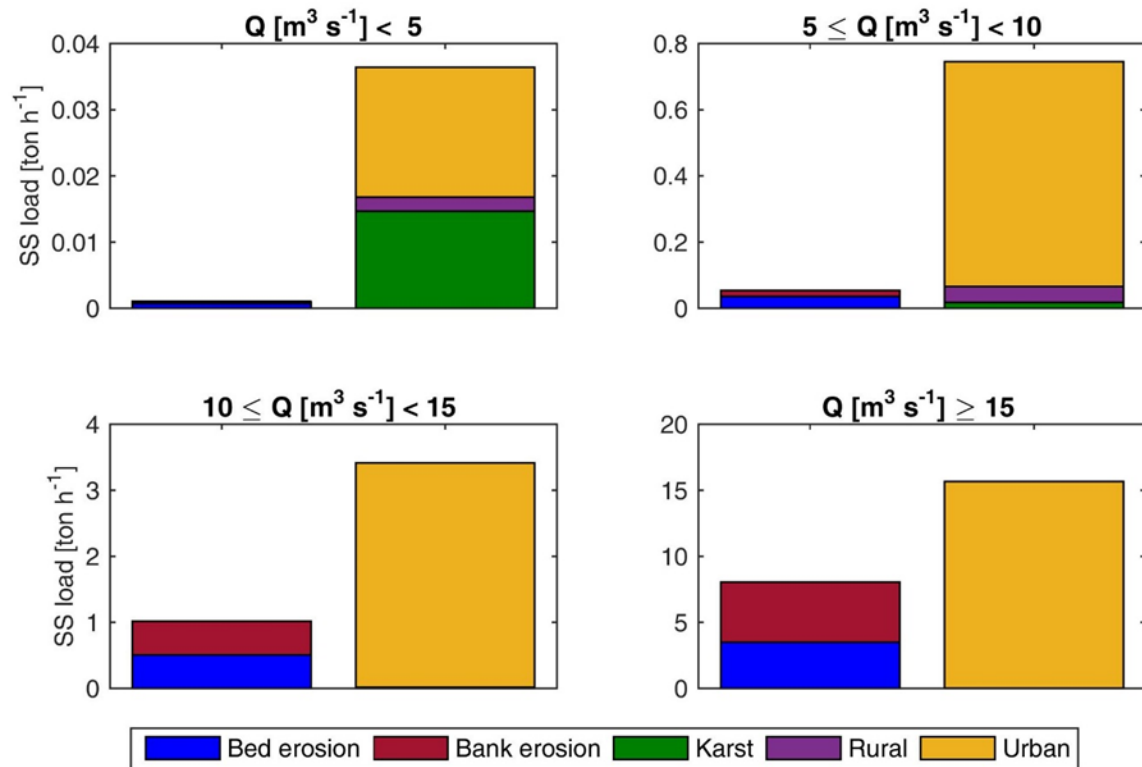 Q [m³ s⁻¹] < 5
0.04
0.03
0.02
0.01
0
SS load [ton h⁻¹]
5 ≤ Q [m³ s⁻¹] < 10
0.8
0.6
0.4
0.2
0
10 ≤ Q [m³ s⁻¹] < 15
4
3
2
1
0
SS load [ton h⁻¹]
Q [m³ s⁻¹] ≥ 15
20
15
10
5
0
Bed erosion Bank erosion Karst Rural Urban